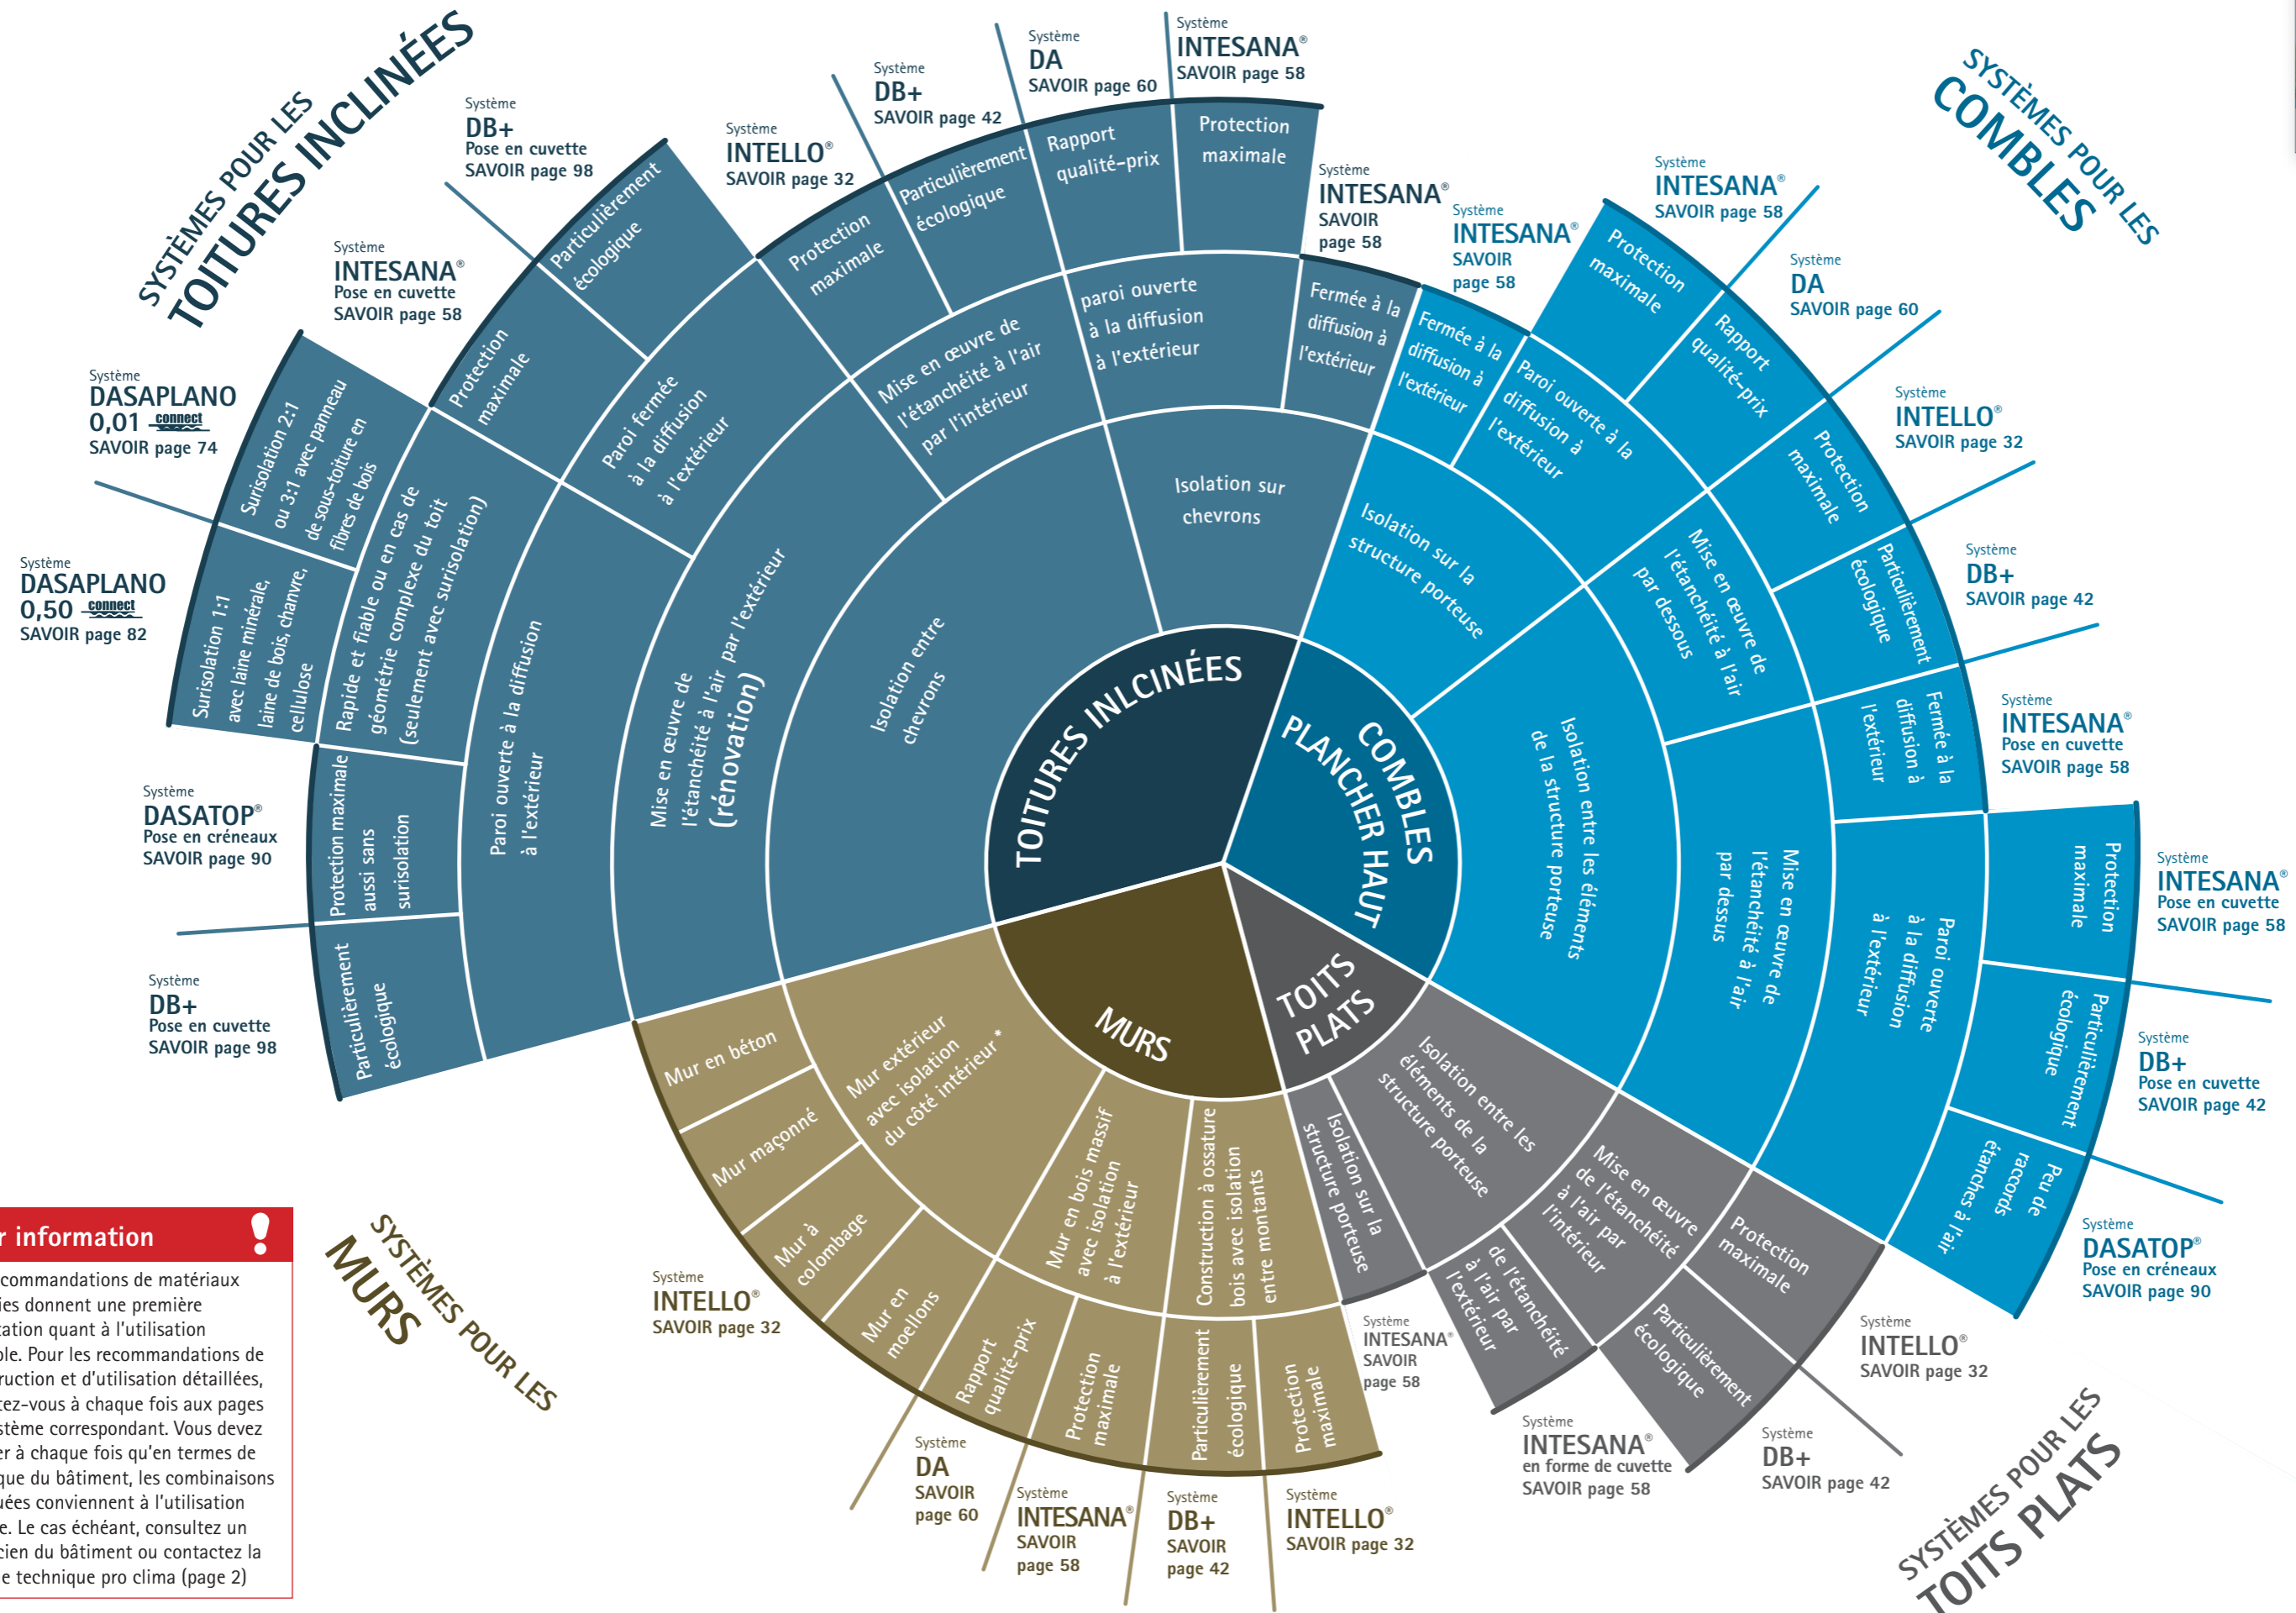 SYSTÈMES POUR LES
TOITURES INCLINÉES
Système
DASAPLANO
0,50 connect
SAVOIR page 82
Système
DASAPLANO
0,01 connect
SAVOIR page 74
Système
INTESANA®
Pose en cuvette
SAVOIR page 58
Système
DB+
Pose en cuvette
SAVOIR page 98
Système
INTELLO®
SAVOIR page 32
Système
DB+
SAVOIR page 42
Système
DA
SAVOIR page 60
Système
INTESANA®
SAVOIR page 58
Système
INTESANA®
SAVOIR
page 58
Système
DASATOP®
Pose en créneaux
SAVOIR page 90
Système
DB+
Pose en cuvette
SAVOIR page 98
Surisolation 2:1
ou 3:1 avec panneau
de sous-toiture en
fibres de bois
Surisolation 1:1
avec laine minérale,
laine de bois, chanvre,
cellulose
Rapide et fiable ou en cas de
géométrie complexe du toit
(seulement avec surisolation)
Protection maximale
aussi sans
surisolation
Particulièrement
écologique
Paroi ouverte à la diffusion
à l'extérieur
Protection
maximale
Particulièrement
écologique
Paroi fermée
à la diffusion
à l'extérieur
Mise en œuvre de
l'étanchéité à l'air par l'extérieur
(rénovation)
Protection
maximale
Particulièrement
écologique
Mise en œuvre de
l'étanchéité à l'air
par l'intérieur
Isolation entre
chevrons
Rapport
qualité-prix
Protection
maximale
paroi ouverte
à la diffusion
à l'extérieur
Fermée à la
diffusion à
l'extérieur
Isolation sur
chevrons
TOITURES INLCINÉES
SYSTÈMES POUR LES
COMBLES
Système
INTESANA®
SAVOIR
page 58
Système
INTESANA®
SAVOIR page 58
Système
DA
SAVOIR page 60
Système
INTELLO®
SAVOIR page 32
Système
DB+
SAVOIR page 42
Système
INTESANA®
Pose en cuvette
SAVOIR page 58
Système
INTESANA®
Pose en cuvette
SAVOIR page 58
Système
DB+
Pose en cuvette
SAVOIR page 42
Système
DASATOP®
Pose en créneaux
SAVOIR page 90
Fermée à la
diffusion à
l'extérieur
Protection
maximale
Rapport
qualité-prix
Paroi ouverte à la
diffusion à
l'extérieur
Isolation sur la
structure porteuse
Protection
maximale
Particulièrement
écologique
Mise en œuvre de
l'étanchéité à l'air
par dessous
Fermée à la
diffusion à
l'extérieur
Protection
maximale
Particulièrement
écologique
Peu de
raccords
étanches à l'air
Paroi ouverte
à la diffusion
à l'extérieur
Mise en œuvre de
l'étanchéité à l'air
par dessus
Isolation entre les éléments
de la structure porteuse
COMBLES
PLANCHER HAUT
TOITS
PLATS
Isolation sur la
structure porteuse
Isolation entre les
éléments de la
structure porteuse
Mise en œuvre
de l'étanchéité
à l'air par
l'intérieur
de l'étanchéité
à l'air par
l'extérieur
Protection
maximale
Particulièrement
écologique
Système
INTESANA®
SAVOIR
page 58
Système
INTESANA®
en forme de cuvette
SAVOIR page 58
Système
DB+
SAVOIR page 42
Système
INTELLO®
SAVOIR page 32
SYSTÈMES POUR LES
TOITS PLATS
MURS
Mur extérieur
avec isolation
du côté intérieur *
Mur en béton
Mur maçonné
Mur à
colombage
Mur en
moellons
Mur en bois massif
avec isolation
à l'extérieur
Rapport
qualité-prix
Protection
maximale
Construction à ossature
bois avec isolation
entre montants
Particulièrement
écologique
Protection
maximale
Système
INTELLO®
SAVOIR page 32
Système
DA
SAVOIR
page 60
Système
INTESANA®
SAVOIR
page 58
Système
DB+
SAVOIR
page 42
Système
INTELLO®
SAVOIR page 32
SYSTÈMES POUR LES
MURS
r information !
commandations de matériaux
ies donnent une première
tation quant à l'utilisation
ole. Pour les recommandations de
ruction et d'utilisation détaillées,
tez-vous à chaque fois aux pages
stème correspondant. Vous devez
er à chaque fois qu'en termes de
que du bâtiment, les combinaisons
uées conviennent à l'utilisation
e. Le cas échéant, consultez un
cien du bâtiment ou contactez la
e technique pro clima (page 2)